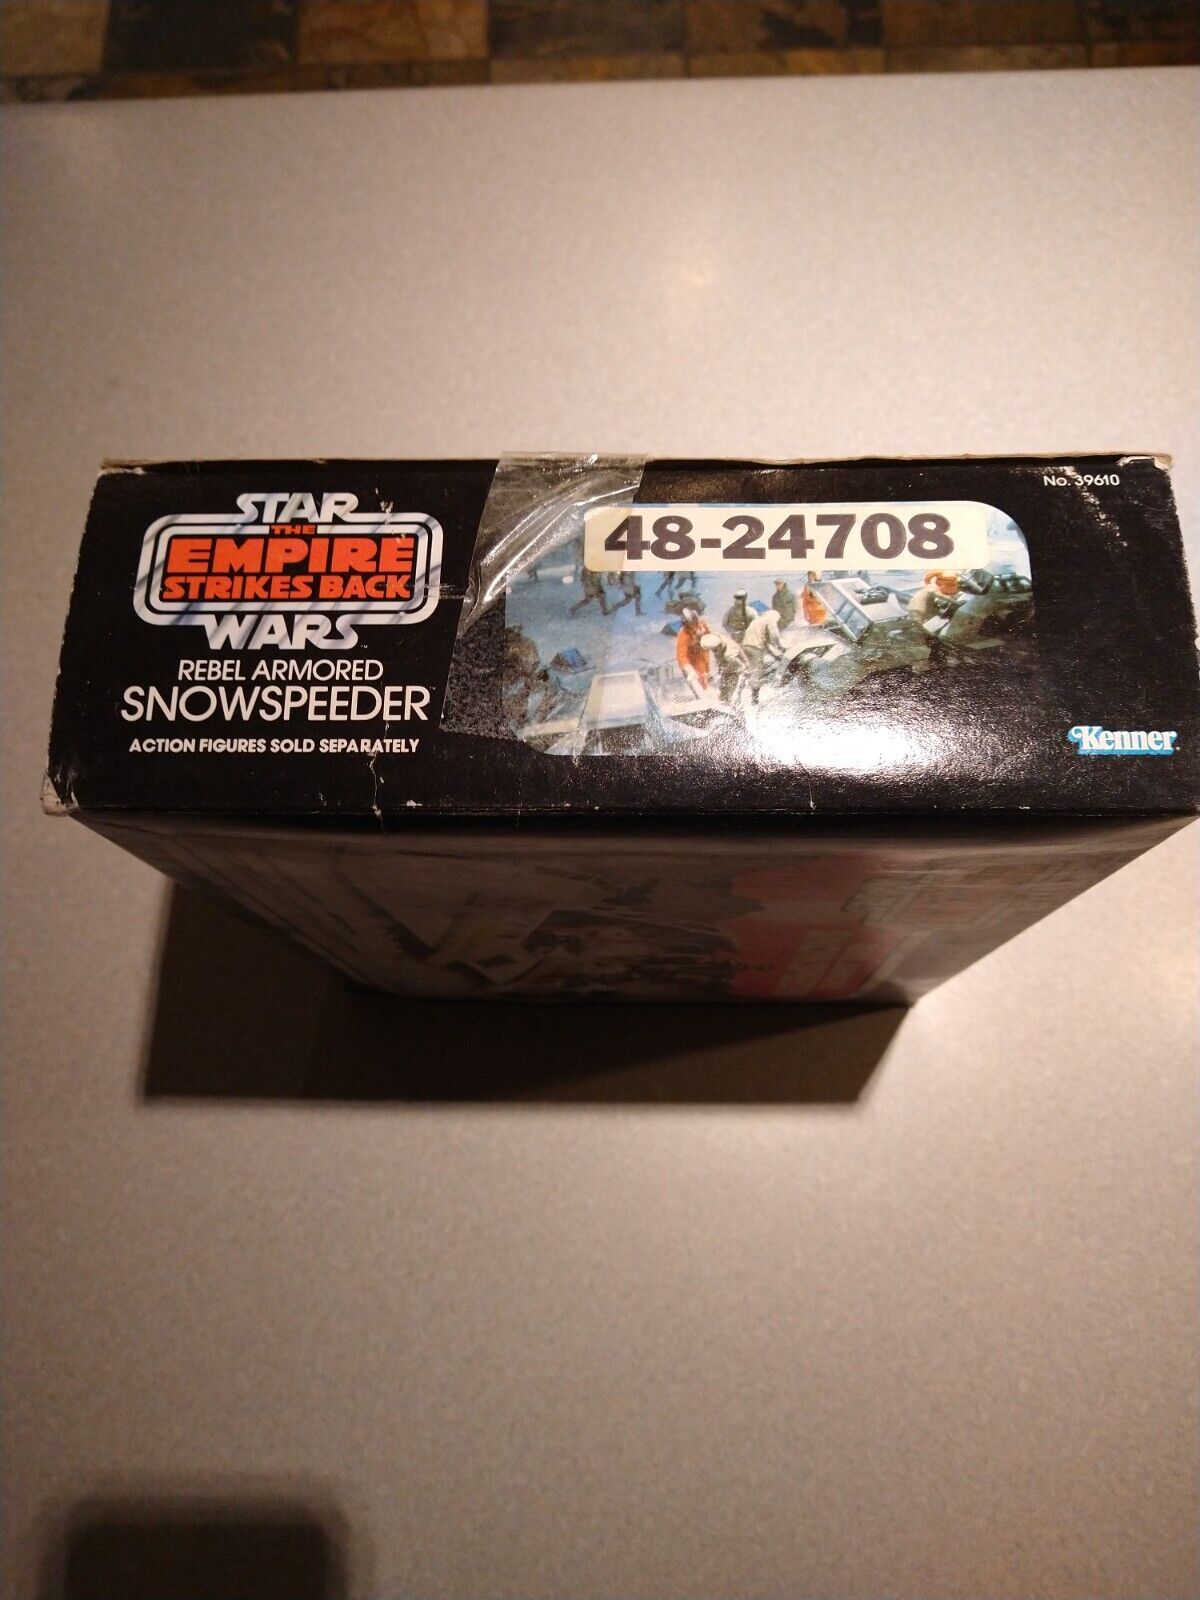 STAR
THE
EMPIRE
STRIKES BACK
WARS
REBEL ARMORED
SNOWSPEEDER
ACTION FIGURES SOLD SEPARATELY
48-24708
No. 39610
Kenner